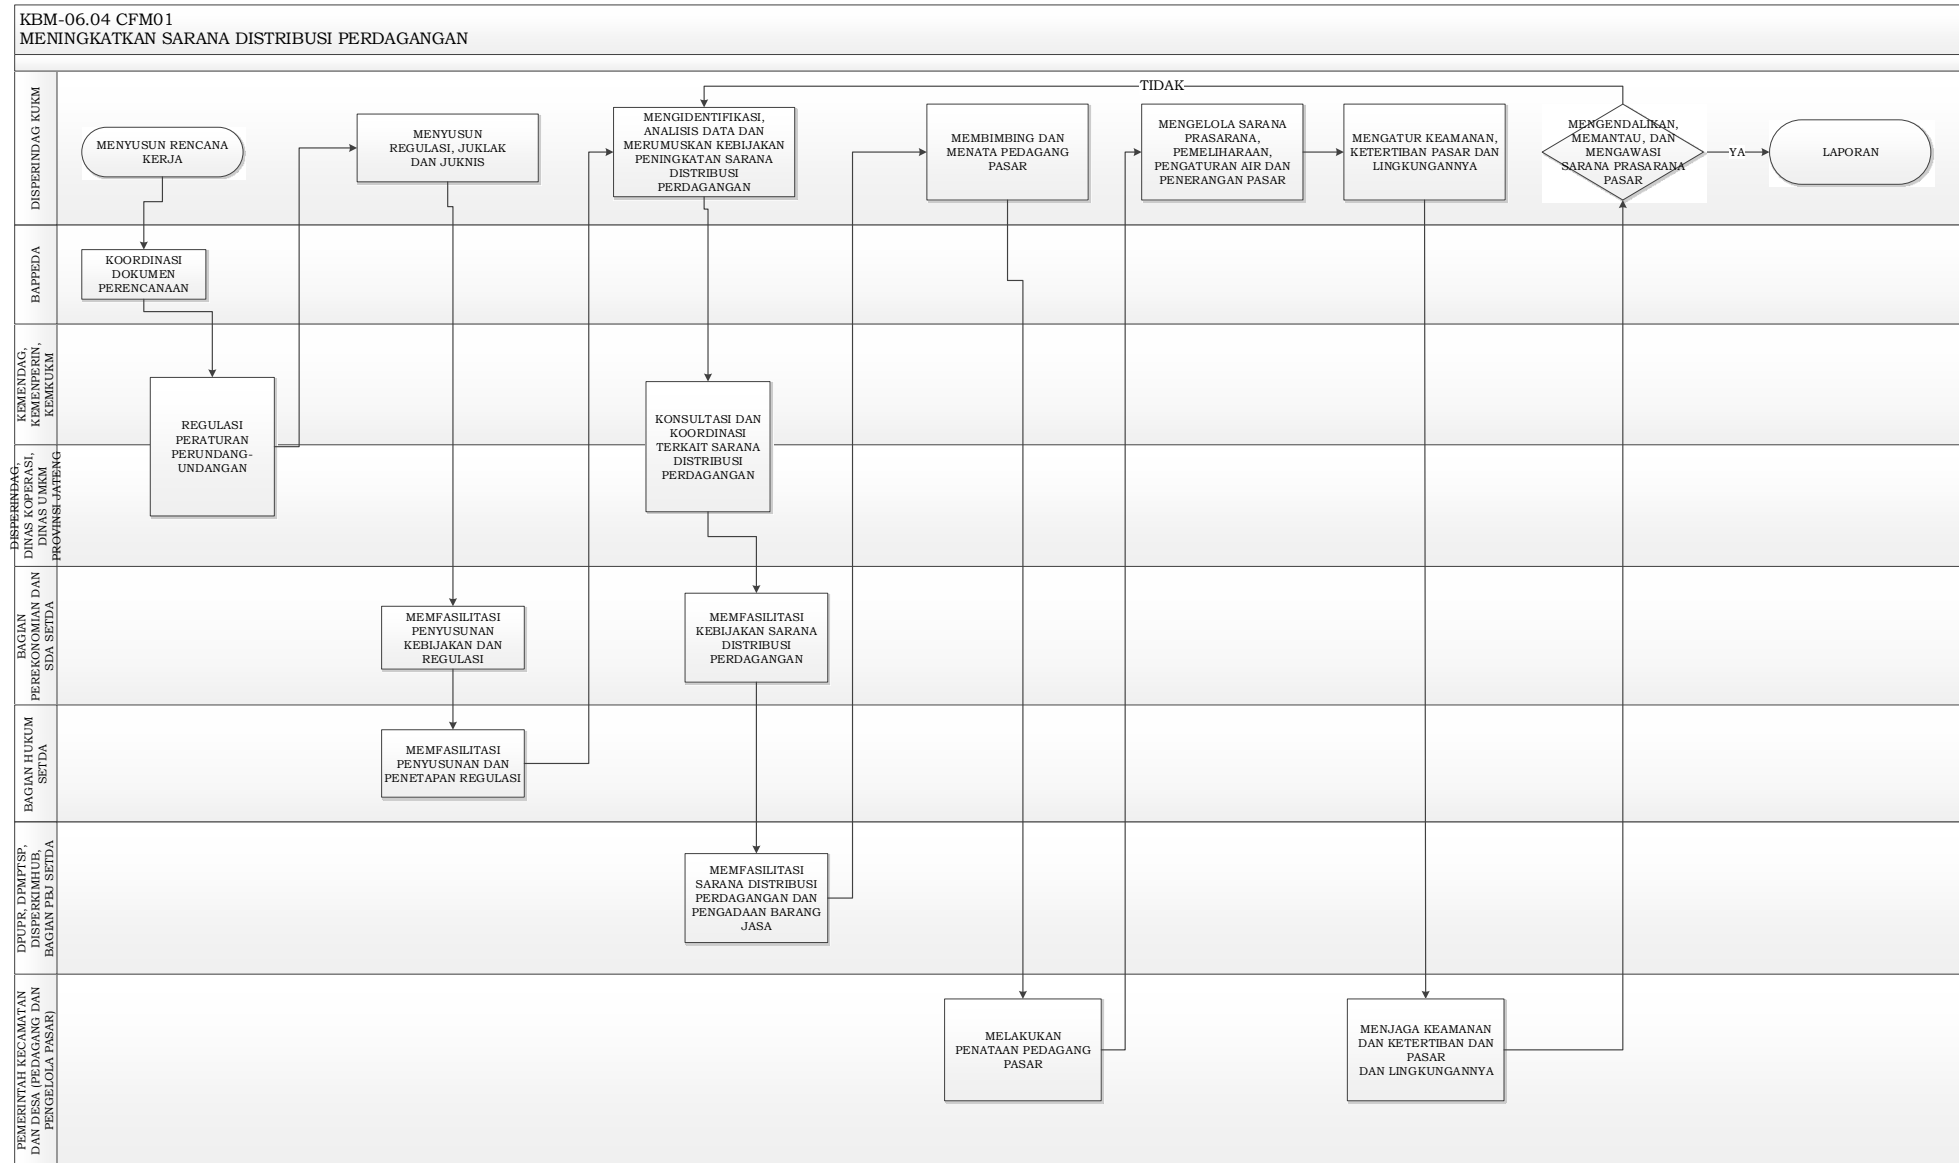 KBM-06.04 CFM01
MENINGKATKAN SARANA DISTRIBUSI PERDAGANGAN
DISPERINDAG KUKM
MENYUSUN RENCANA
KERJA
MENYUSUN
REGULASI, JUKLAK
DAN JUKNIS
MENGIDENTIFIKASI,
ANALISIS DATA DAN
MERUMUSKAN KEBIJAKAN
PENINGKATAN SARANA
DISTRIBUSI
PERDAGANGAN
MEMBIMBING DAN
MENATA PEDAGANG
PASAR
TIDAK
MENGELOLA SARANA
PRASARANA,
PEMELIHARAAN,
PENGATURAN AIR DAN
PENERANGAN PASAR
MENGATUR KEAMANAN,
KETERTIBAN PASAR DAN
LINGKUNGANNYA
MENGENDALIKAN,
MEMANTAU, DAN
MENGAWASI
SARANA PRASARANA
PASAR
YA
LAPORAN
BAPPEDA
KOORDINASI
DOKUMEN
PERENCANAAN
KEMENDAG,
KEMENPERIN,
KEMKUKM
REGULASI
PERATURAN
PERUNDANG-
UNDANGAN
KONSULTASI DAN
KOORDINASI
TERKAIT SARANA
DISTRIBUSI
PERDAGANGAN
DISPERINDAG,
DINAS KOPERASI,
DINAS UMKM
PROVINSI JATENG
BAGIAN
PEREKONOMIAN DAN
SDA SETDA
MEMFASILITASI
PENYUSUNAN
KEBIJAKAN DAN
REGULASI
MEMFASILITASI
KEBIJAKAN SARANA
DISTRIBUSI
PERDAGANGAN
BAGIAN HUKUM
SETDA
MEMFASILITASI
PENYUSUNAN DAN
PENETAPAN REGULASI
DPUPR, DPMPTSP,
DISPERKIMHUB,
BAGIAN PBJ SETDA
MEMFASILITASI
SARANA DISTRIBUSI
PERDAGANGAN DAN
PENGADAAN BARANG
JASA
PEMERINTAH KECAMATAN
DAN DESA (PEDAGANG DAN
PENGELOLA PASAR)
MELAKUKAN
PENATAAN PEDAGANG
PASAR
MENJAGA KEAMANAN
DAN KETERTIBAN DAN
PASAR
DAN LINGKUNGANNYA